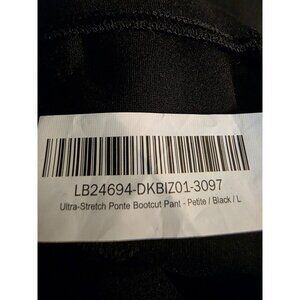 LB24694-DKBIZ01-3097
Ultra-Stretch Ponte Bootcut Pant - Petite / Black / L